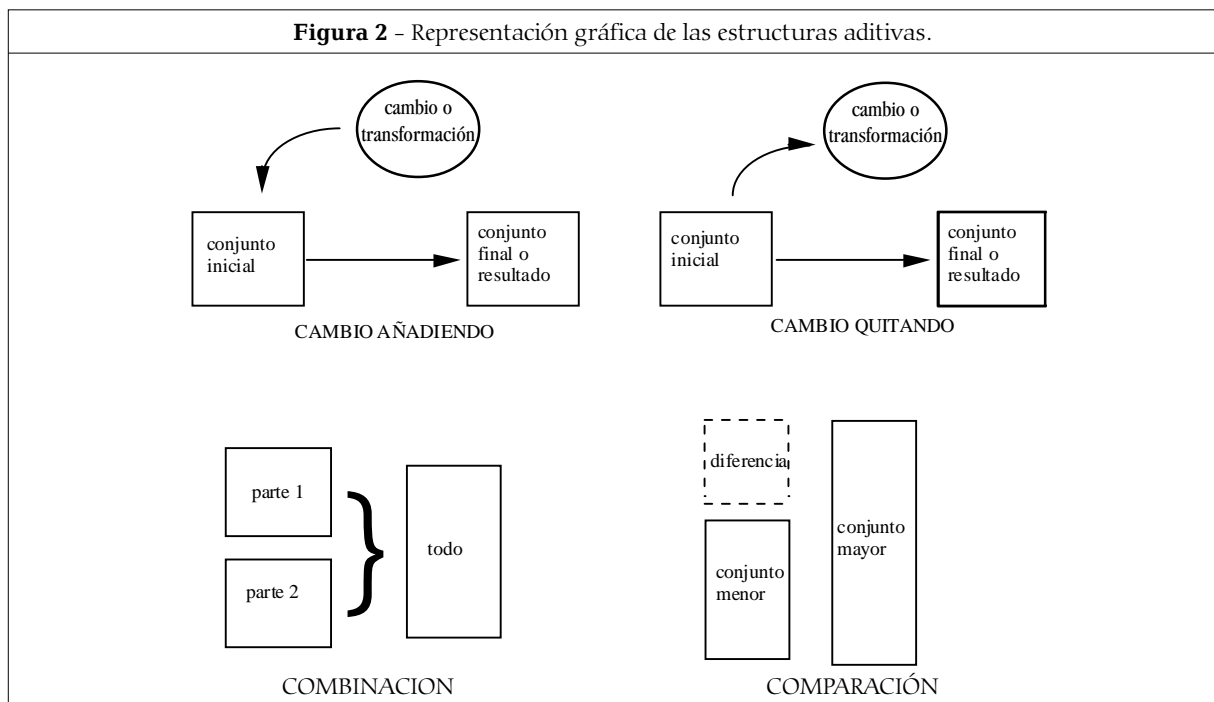 Figura 2 – Representación gráfica de las estructuras aditivas.
cambio o
transformación
conjunto
inicial
conjunto
final o
resultado
CAMBIO AÑADIENDO
cambio o
transformación
conjunto
inicial
conjunto
final o
resultado
CAMBIO QUITANDO
parte 1
parte 2
}
todo
COMBINACION
diferencia
conjunto
menor
conjunto
mayor
COMPARACIÓN